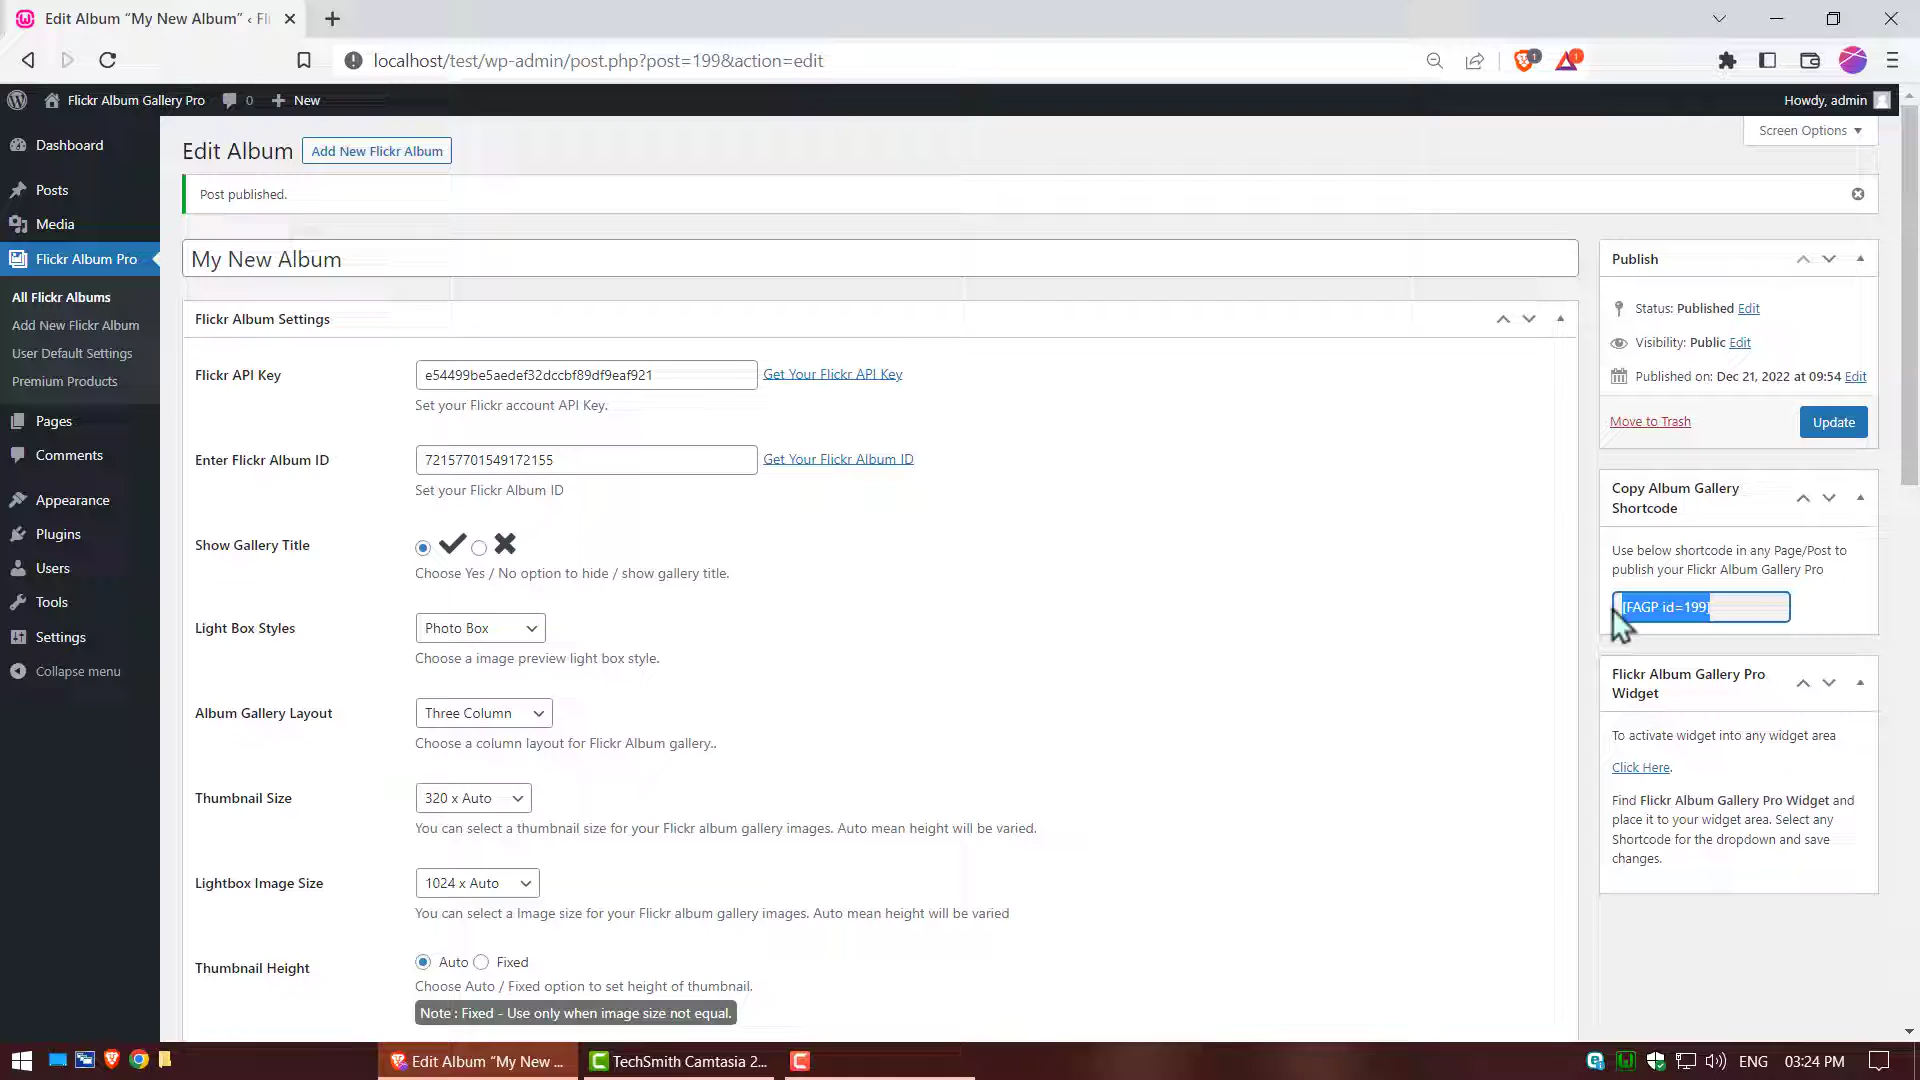 Edit Album “My New Album” ‹ Fl
localhost/test/wp-admin/post.php?post=199&action=edit
1
1
Flickr Album Gallery Pro
0
New
Howdy, admin
Screen Options
Dashboard
Posts
Media
Flickr Album Pro
All Flickr Albums
Add New Flickr Album
User Default Settings
Premium Products
Pages
Comments
Appearance
Plugins
Users
Tools
Settings
Collapse menu
Edit Album
Add New Flickr Album
Post published.
My New Album
Flickr Album Settings
Flickr API Key
e54499be5aedef32dccbf89df9eaf921
Get Your Flickr API Key
Set your Flickr account API Key.
Enter Flickr Album ID
72157701549172155
Get Your Flickr Album ID
Set your Flickr Album ID
Show Gallery Title
Choose Yes / No option to hide / show gallery title.
Light Box Styles
Photo Box
Choose a image preview light box style.
Album Gallery Layout
Three Column
Choose a column layout for Flickr Album gallery..
Thumbnail Size
320 x Auto
You can select a thumbnail size for your Flickr album gallery images. Auto mean height will be varied.
Lightbox Image Size
1024 x Auto
You can select a Image size for your Flickr album gallery images. Auto mean height will be varied
Thumbnail Height
Auto
Fixed
Choose Auto / Fixed option to set height of thumbnail.
Note : Fixed - Use only when image size not equal.
Publish
Status: Published Edit
Visibility: Public Edit
Published on: Dec 21, 2022 at 09:54 Edit
Move to Trash
Update
Copy Album Gallery
Shortcode
Use below shortcode in any Page/Post to
publish your Flickr Album Gallery Pro
[FAGP id=199]
Flickr Album Gallery Pro
Widget
To activate widget into any widget area
Click Here.
Find Flickr Album Gallery Pro Widget and
place it to your widget area. Select any
Shortcode for the dropdown and save
changes.
Edit Album “My New ...
TechSmith Camtasia 2...
ENG
03:24 PM